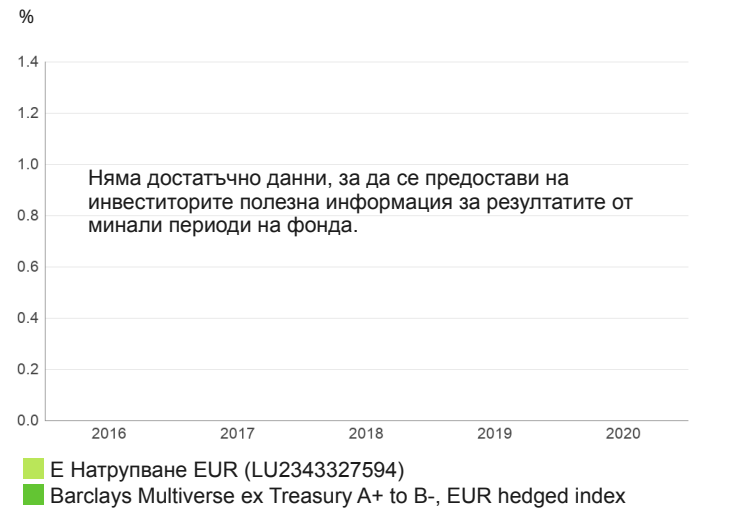 %
1.4
1.2
1.0
Няма достатъчно данни, за да се предостави на
инвеститорите полезна информация за резултатите от
минали периоди на фонда.
0.8
0.6
0.4
0.2
0.0
2016 2017 2018 2019 2020
E Натрупване EUR (LU2343327594)
Barclays Multiverse ex Treasury A+ to B-, EUR hedged index